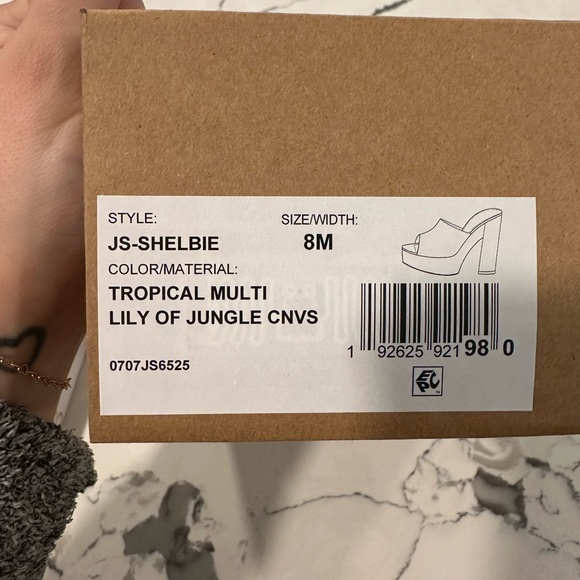 STYLE: SIZE/WIDTH:
JS-SHELBIE 8M
COLOR/MATERIAL:
TROPICAL MULTI
LILY OF JUNGLE CNVS
1 92625 92198 0
0707JS6525
EPC